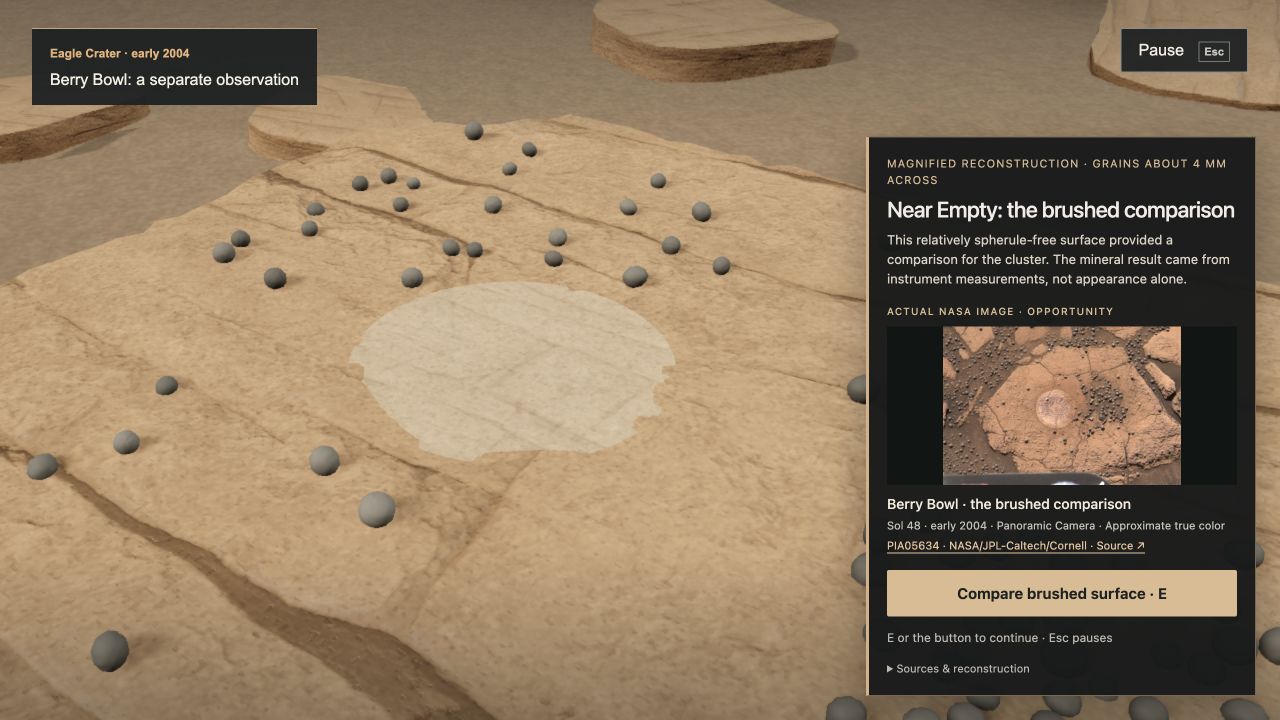 Eagle Crater · early 2004
Berry Bowl: a separate observation
Pause Esc
MAGNIFIED RECONSTRUCTION · GRAINS ABOUT 4 MM
ACROSS
Near Empty: the brushed comparison
This relatively spherule-free surface provided a
comparison for the cluster. The mineral result came from
instrument measurements, not appearance alone.
ACTUAL NASA IMAGE · OPPORTUNITY
Berry Bowl · the brushed comparison
Sol 48 · early 2004 · Panoramic Camera · Approximate true color
PIA05634 · NASA/JPL-Caltech/Cornell · Source ↗
Compare brushed surface · E
E or the button to continue · Esc pauses
▶ Sources & reconstruction